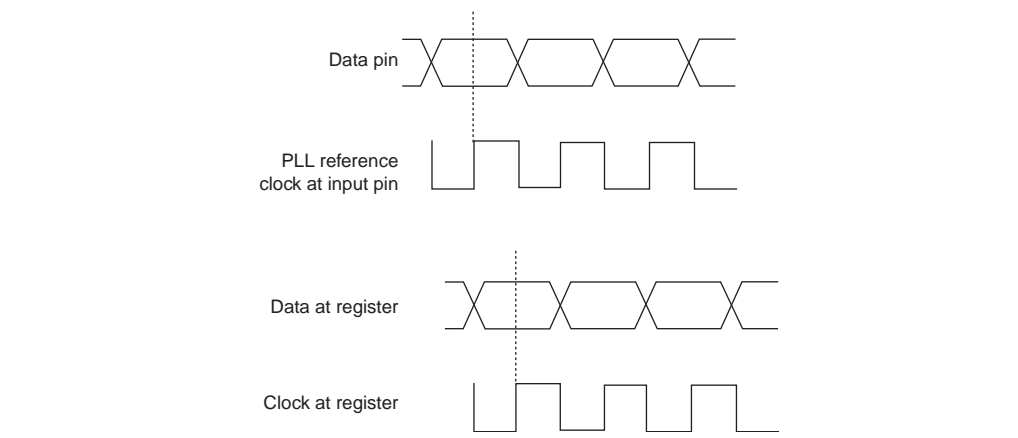 Data pin
PLL reference
clock at input pin
Data at register
Clock at register